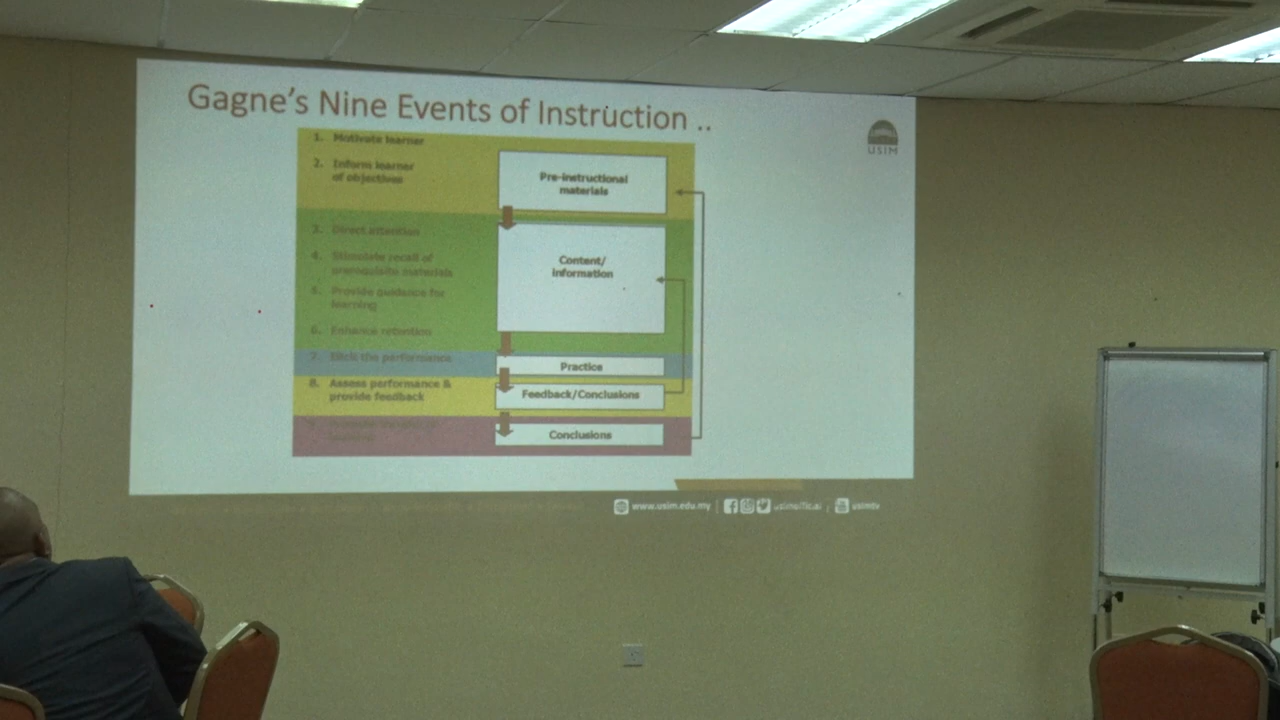 Gagne's Nine Events of Instruction ..
USIM
1. Motivate learner
2. Inform learner
of objectives
Pre-instructional
materials
3. Direct attention
4. Stimulate recall of
prerequisite materials
5. Provide guidance for
learning
6. Enhance retention
Content/
information
7. Elicit the performance
Practice
8. Assess performance &
provide feedback
Feedback/Conclusions
Conclusions
www.usim.edu.my
usimtv